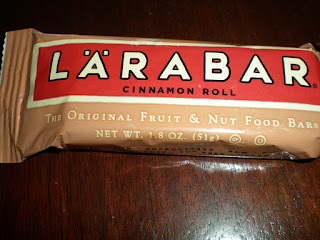 LÄRABAR®
CINNAMON ROLL
THE ORIGINAL FRUIT & NUT FOOD BAR®
NET WT. 1.8 OZ. (51g)